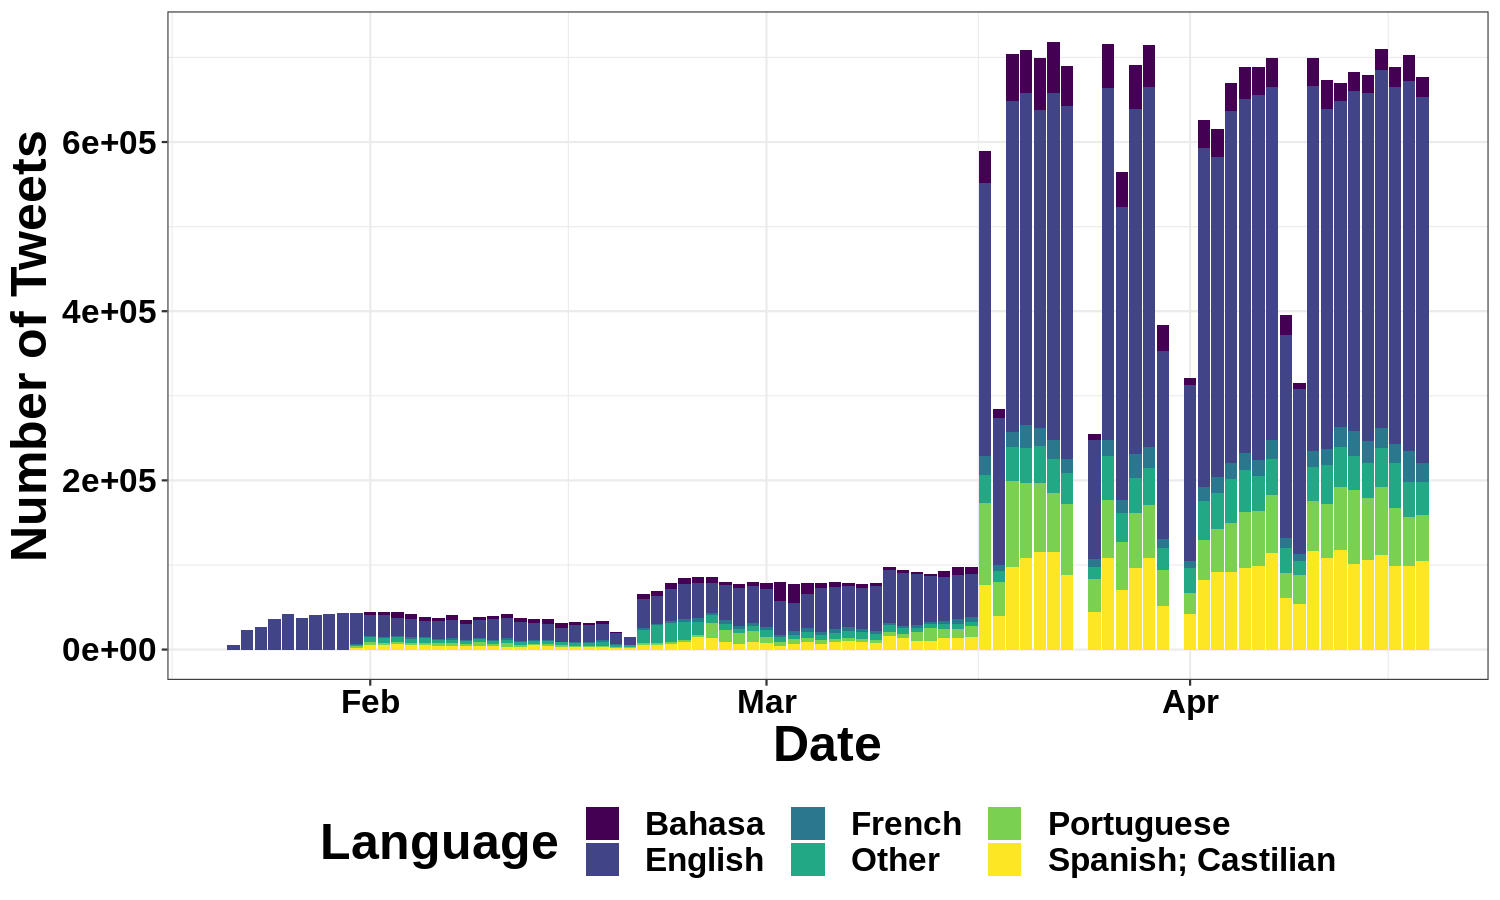 Number of Tweets
6e+05
4e+05
2e+05
0e+00
Feb Mar Apr
Date
Language
Bahasa French Portuguese
English Other Spanish; Castilian